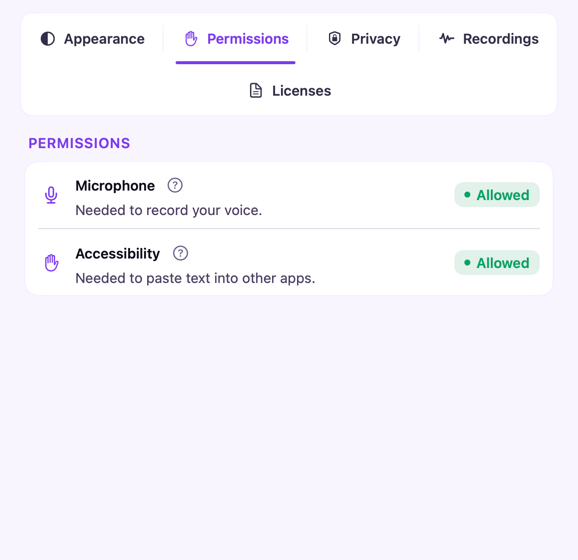 Appearance
Permissions
Privacy
Recordings
Licenses
PERMISSIONS
Microphone ?
Needed to record your voice.
Allowed
Accessibility ?
Needed to paste text into other apps.
Allowed